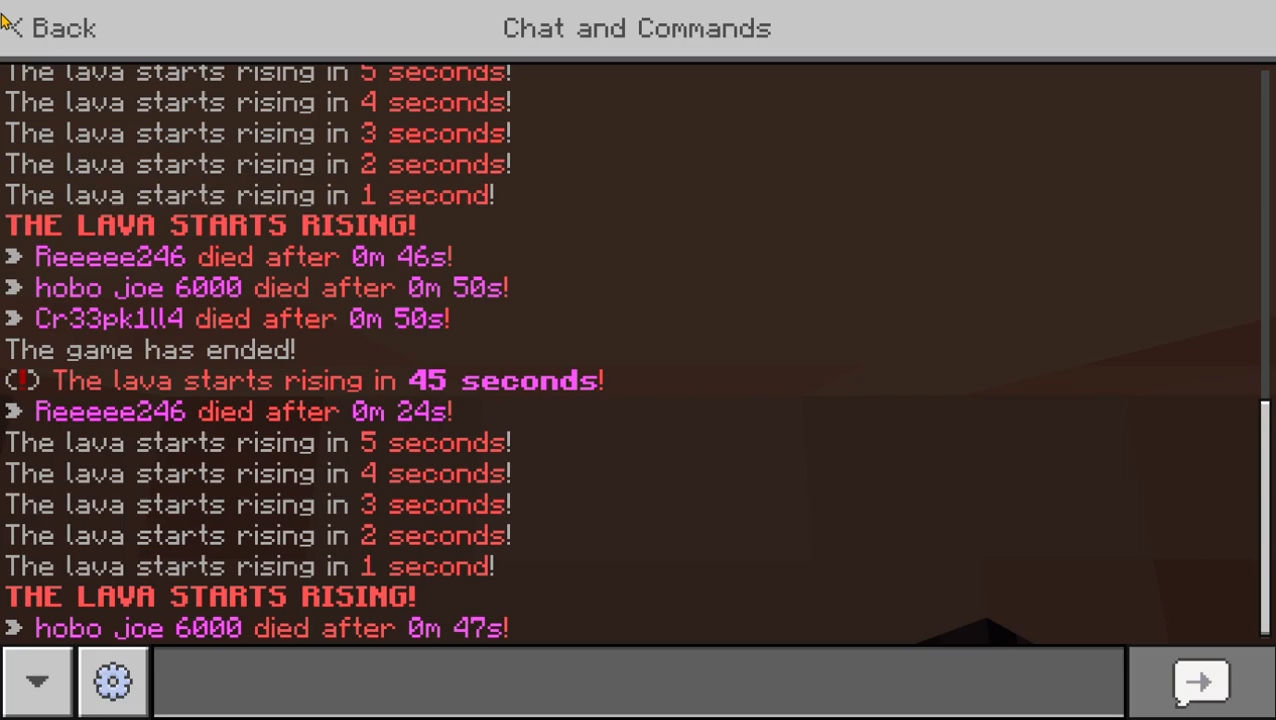 Back
Chat and Commands
The lava starts rising in 5 seconds!
The lava starts rising in 4 seconds!
The lava starts rising in 3 seconds!
The lava starts rising in 2 seconds!
The lava starts rising in 1 second!
THE LAVA STARTS RISING!
Reeeee246 died after 0m 46s!
hobo joe 6000 died after 0m 50s!
Cr33pk1ll4 died after 0m 50s!
The game has ended!
(!) The lava starts rising in 45 seconds!
Reeeee246 died after 0m 24s!
The lava starts rising in 5 seconds!
The lava starts rising in 4 seconds!
The lava starts rising in 3 seconds!
The lava starts rising in 2 seconds!
The lava starts rising in 1 second!
THE LAVA STARTS RISING!
hobo joe 6000 died after 0m 47s!